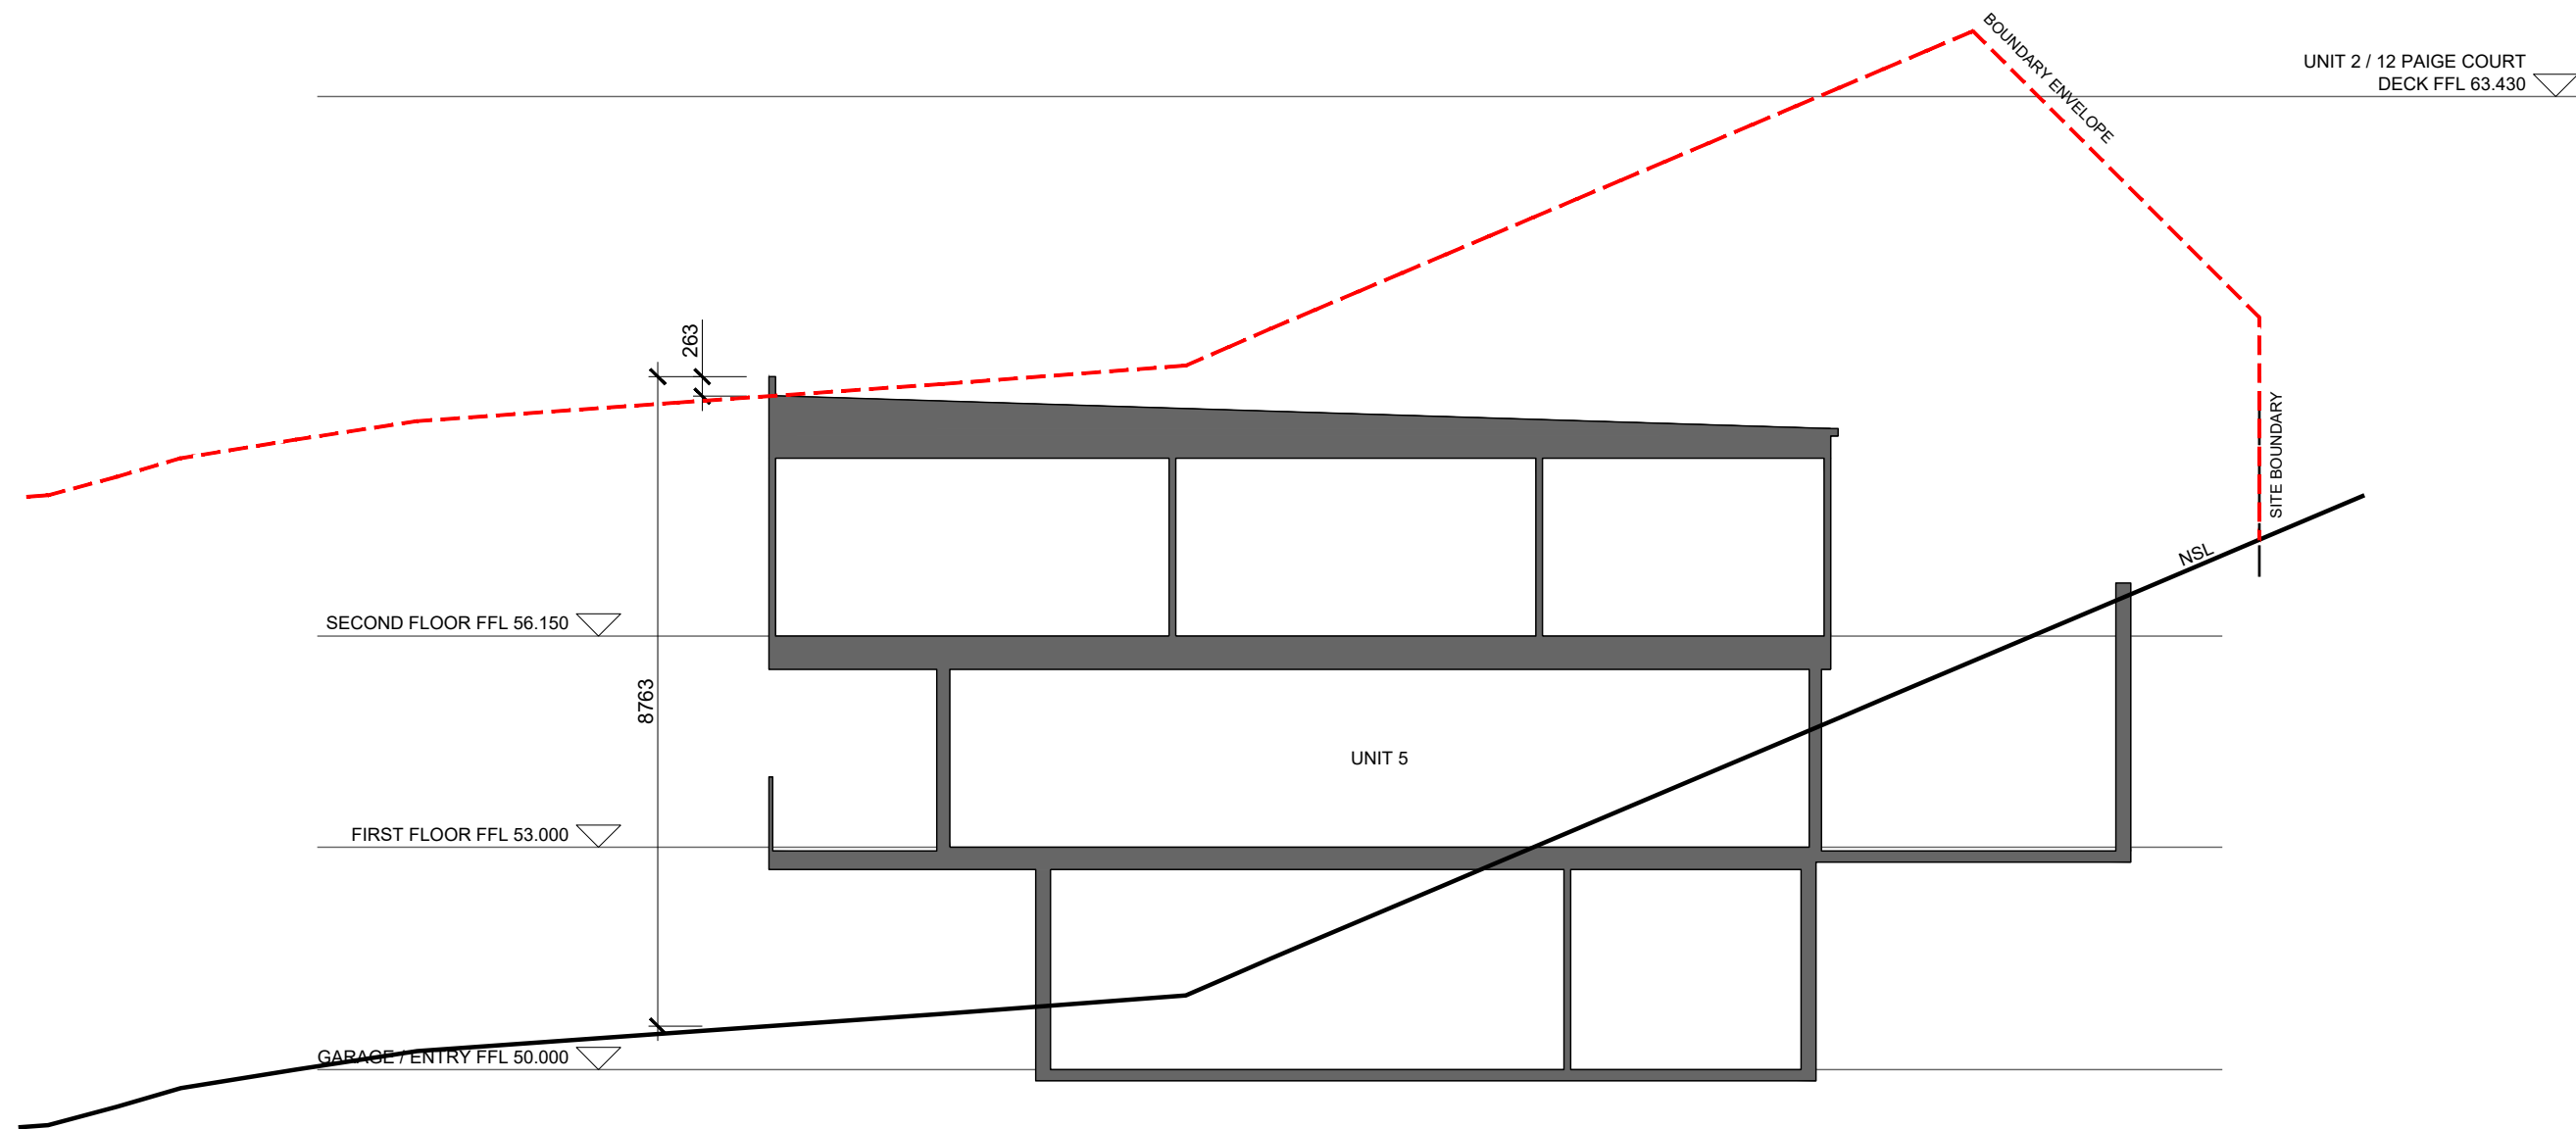 BOUNDARY ENVELOPE
UNIT 2 / 12 PAIGE COURT
DECK FFL 63.430
263
SITE BOUNDARY
NSL
SECOND FLOOR FFL 56.150
8763
UNIT 5
FIRST FLOOR FFL 53.000
GARAGE / ENTRY FFL 50.000